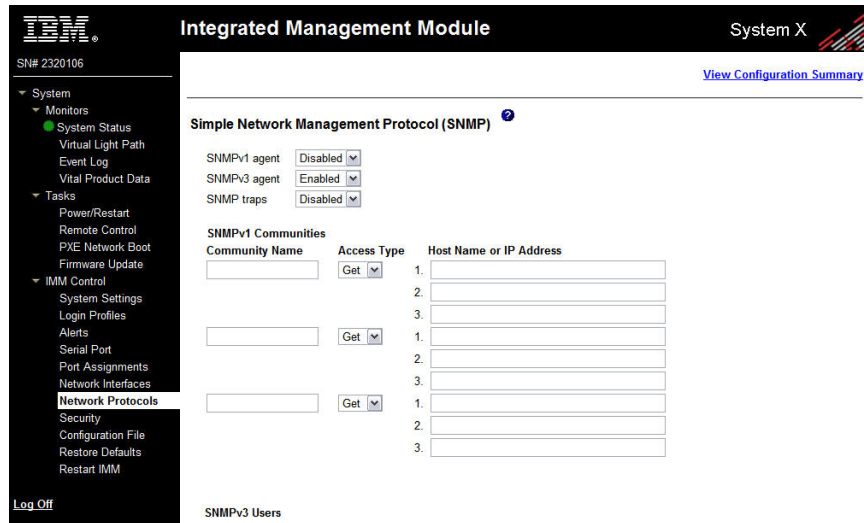 IBM®
Integrated Management Module
System X
SN# 2320106
View Configuration Summary
System
Monitors
System Status
Virtual Light Path
Event Log
Vital Product Data
Tasks
Power/Restart
Remote Control
PXE Network Boot
Firmware Update
IMM Control
System Settings
Login Profiles
Alerts
Serial Port
Port Assignments
Network Interfaces
Network Protocols
Security
Configuration File
Restore Defaults
Restart IMM
Log Off
Simple Network Management Protocol (SNMP) ?
SNMPv1 agent Disabled
SNMPv3 agent Enabled
SNMP traps Disabled
SNMPv1 Communities
Community Name Access Type Host Name or IP Address
Get 1.
2.
3.
Get 1.
2.
3.
Get 1.
2.
3.
SNMPv3 Users